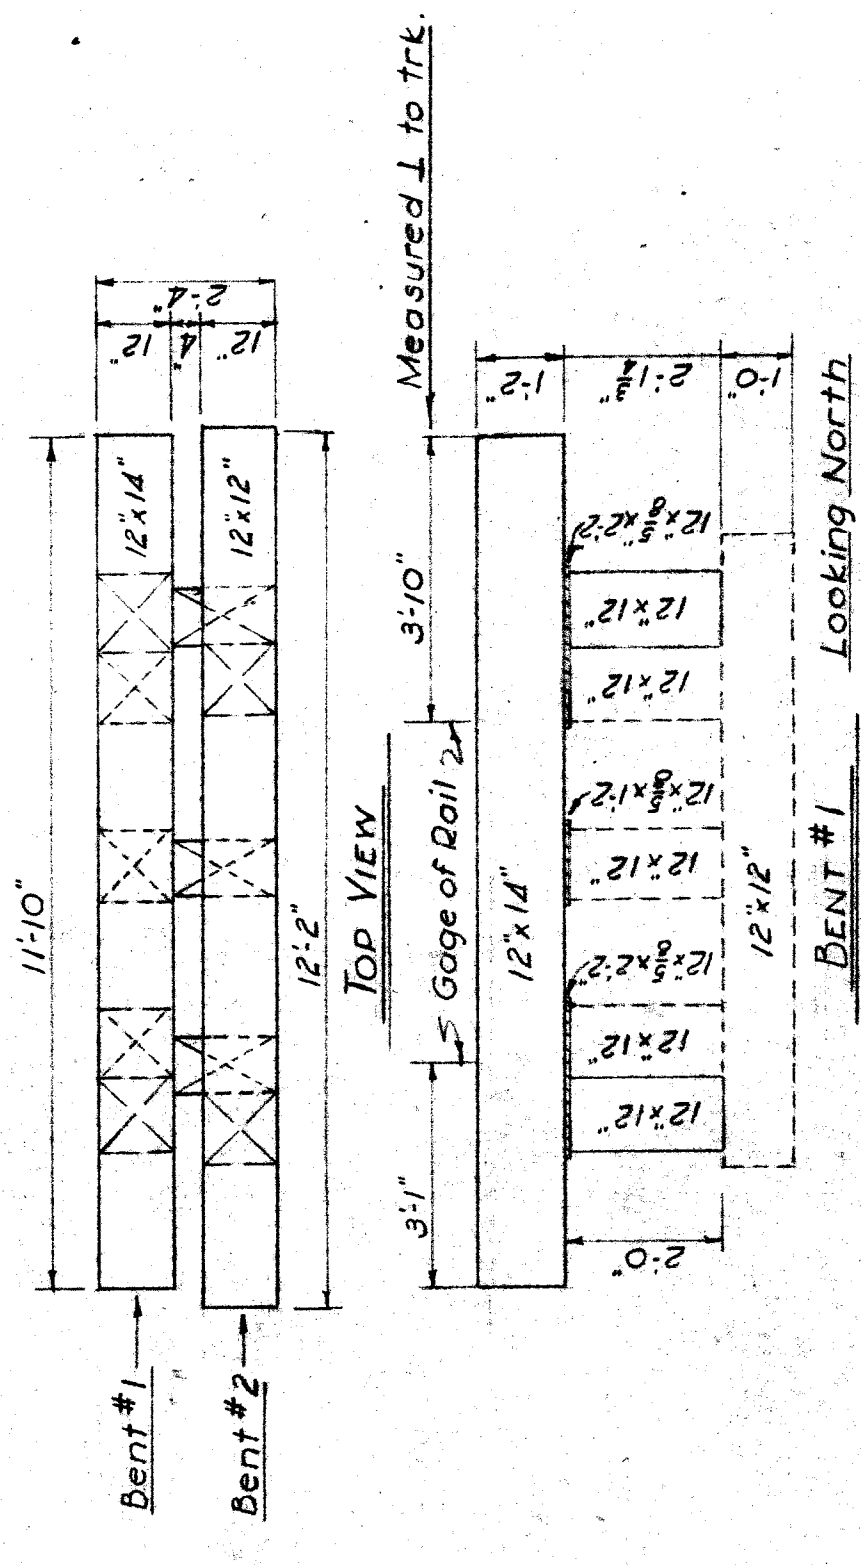 Bent #1
Bent #2
11'-10"
12"x14"
12"x12"
12'-2"
12"
4"
12"
2'-4"
TOP VIEW
Measured ⊥ to trk.
3'-1"
Gage of Rail
3'-10"
12"x14"
1'-2"
2'-0"
12"x5/8"x2'-2"
12"x5/8"x1'-2"
12"x5/8"x2'-2"
12"x12"
12"x12"
12"x12"
12"x12"
12"x12"
12"x12"
1'-0"
BENT #1
Looking North